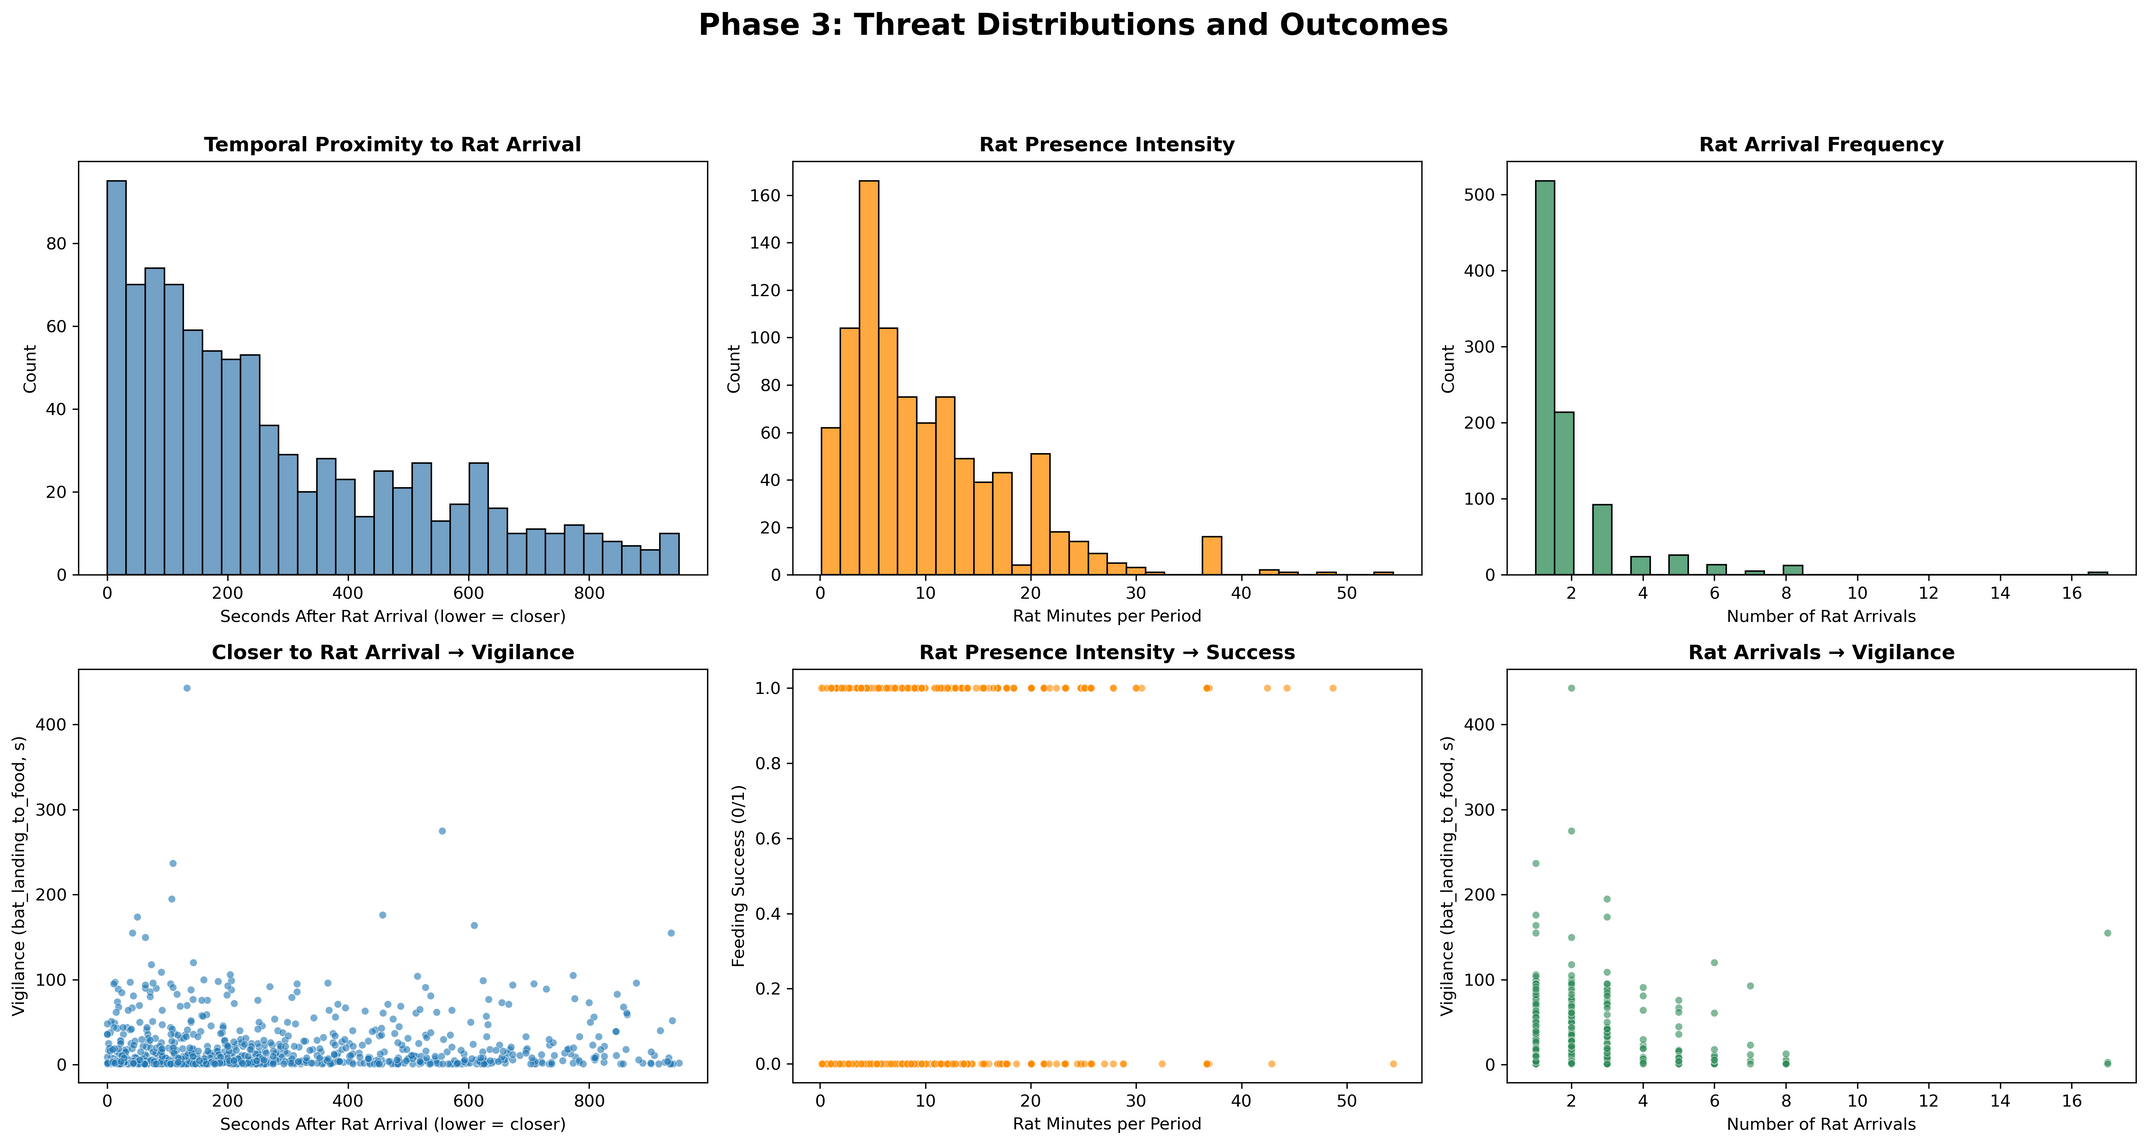 Phase 3: Threat Distributions and Outcomes
Temporal Proximity to Rat Arrival
Count
80
60
40
20
0
0 200 400 600 800
Seconds After Rat Arrival (lower = closer)
Rat Presence Intensity
Count
160
140
120
100
80
60
40
20
0
0 10 20 30 40 50
Rat Minutes per Period
Rat Arrival Frequency
Count
500
400
300
200
100
0
2 4 6 8 10 12 14 16
Number of Rat Arrivals
Closer to Rat Arrival → Vigilance
Vigilance (bat_landing_to_food, s)
400
300
200
100
0
0 200 400 600 800
Seconds After Rat Arrival (lower = closer)
Rat Presence Intensity → Success
Feeding Success (0/1)
1.0
0.8
0.6
0.4
0.2
0.0
0 10 20 30 40 50
Rat Minutes per Period
Rat Arrivals → Vigilance
Vigilance (bat_landing_to_food, s)
400
300
200
100
0
2 4 6 8 10 12 14 16
Number of Rat Arrivals